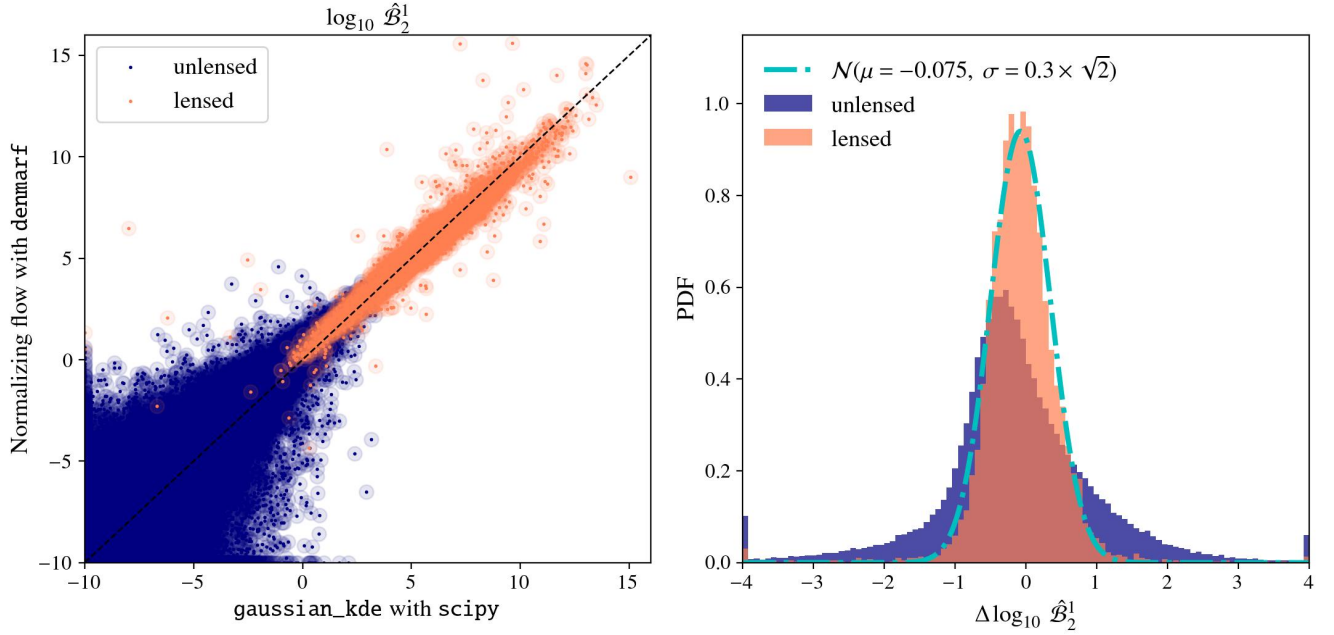 log₁₀ 𝓑̂₂¹
unlensed
lensed
15
10
5
0
−5
−10
Normalizing flow with denmarf
−10
−5
0
5
10
15
gaussian_kde with scipy
𝒩(μ = −0.075, σ = 0.3 × √2)
unlensed
lensed
1.0
0.8
0.6
0.4
0.2
0.0
PDF
−4
−3
−2
−1
0
1
2
3
4
Δ log₁₀ 𝓑̂₂¹